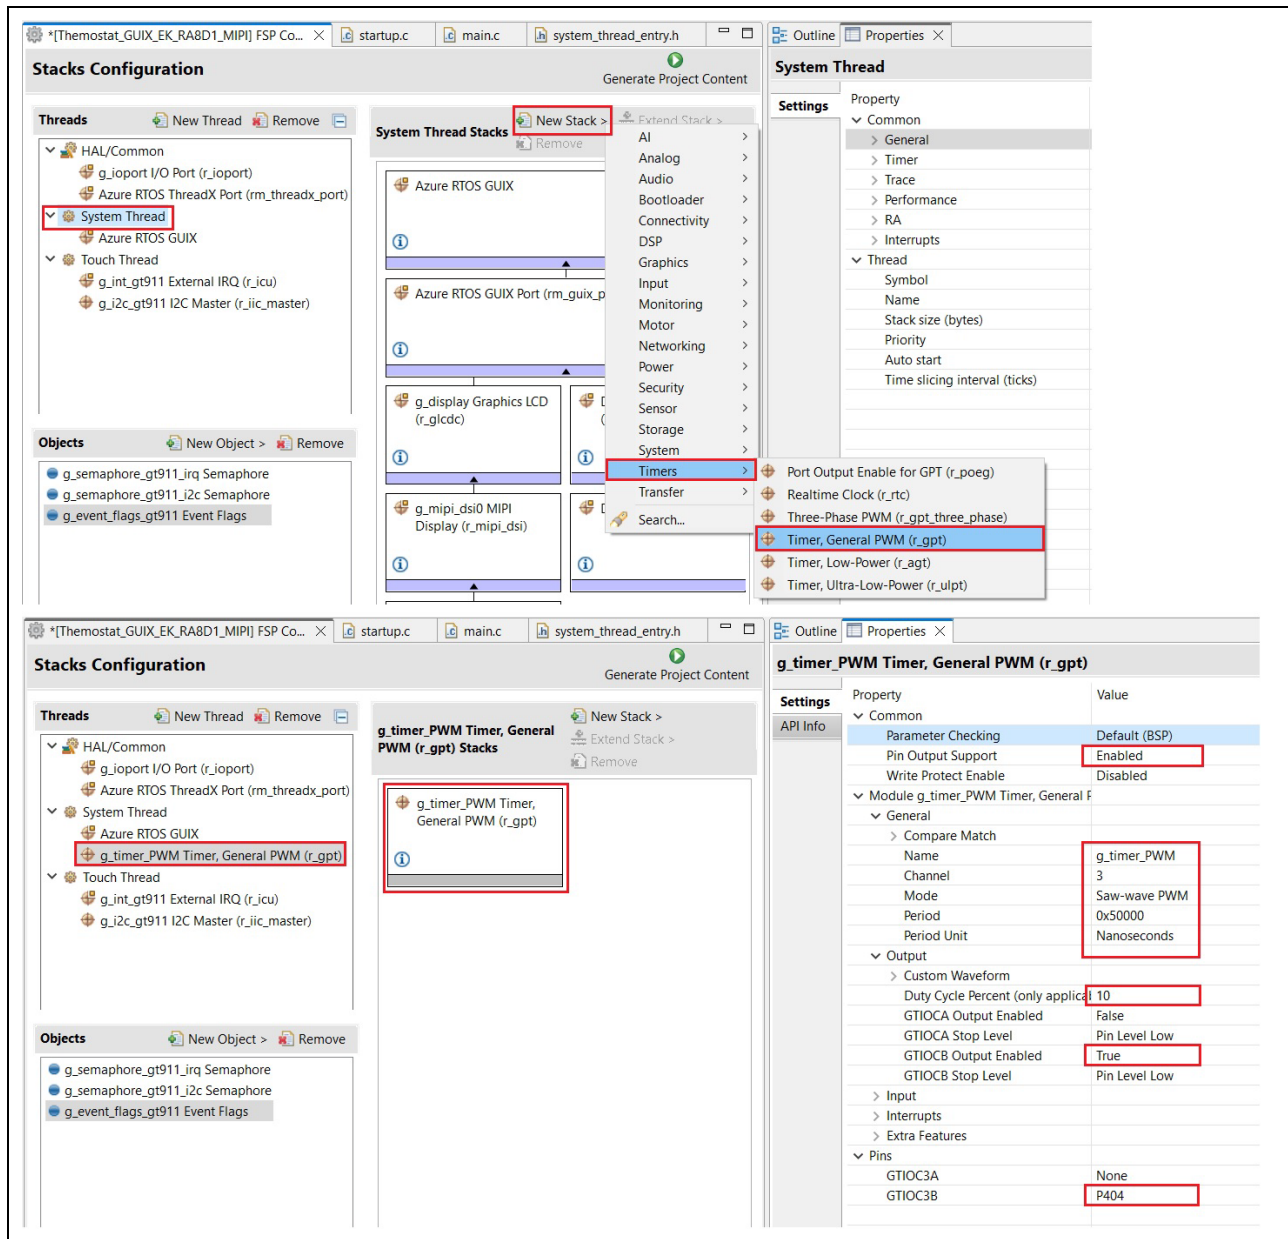 *[Themostat_GUIX_EK_RA8D1_MIPI] FSP Co...
startup.c
main.c
system_thread_entry.h
Outline
Properties
Stacks Configuration
Generate Project Content
System Thread
Threads
New Thread
Remove
System Thread Stacks
New Stack >
Extend Stack >
Remove
Settings
Property
Common
General
Timer
Trace
Performance
RA
Interrupts
Thread
Symbol
Name
Stack size (bytes)
Priority
Auto start
Time slicing interval (ticks)
HAL/Common
g_ioport I/O Port (r_ioport)
Azure RTOS ThreadX Port (rm_threadx_port)
System Thread
Azure RTOS GUIX
Touch Thread
g_int_gt911 External IRQ (r_icu)
g_i2c_gt911 I2C Master (r_iic_master)
Azure RTOS GUIX
Azure RTOS GUIX Port (rm_guix_p
g_display Graphics LCD
(r_glcdc)
D
(
g_mipi_dsi0 MIPI
Display (r_mipi_dsi)
AI
Analog
Audio
Bootloader
Connectivity
DSP
Graphics
Input
Monitoring
Motor
Networking
Power
Security
Sensor
Storage
System
Timers
Transfer
Search...
Port Output Enable for GPT (r_poeg)
Realtime Clock (r_rtc)
Three-Phase PWM (r_gpt_three_phase)
Timer, General PWM (r_gpt)
Timer, Low-Power (r_agt)
Timer, Ultra-Low-Power (r_ulpt)
Objects
New Object >
Remove
g_semaphore_gt911_irq Semaphore
g_semaphore_gt911_i2c Semaphore
g_event_flags_gt911 Event Flags
*[Themostat_GUIX_EK_RA8D1_MIPI] FSP Co...
startup.c
main.c
system_thread_entry.h
Outline
Properties
Stacks Configuration
Generate Project Content
g_timer_PWM Timer, General PWM (r_gpt)
Threads
New Thread
Remove
g_timer_PWM Timer, General
PWM (r_gpt) Stacks
New Stack >
Extend Stack >
Remove
HAL/Common
g_ioport I/O Port (r_ioport)
Azure RTOS ThreadX Port (rm_threadx_port)
System Thread
Azure RTOS GUIX
g_timer_PWM Timer, General PWM (r_gpt)
Touch Thread
g_int_gt911 External IRQ (r_icu)
g_i2c_gt911 I2C Master (r_iic_master)
g_timer_PWM Timer,
General PWM (r_gpt)
Objects
New Object >
Remove
g_semaphore_gt911_irq Semaphore
g_semaphore_gt911_i2c Semaphore
g_event_flags_gt911 Event Flags
Settings
API Info
Property Value
Common
Parameter Checking Default (BSP)
Pin Output Support Enabled
Write Protect Enable Disabled
Module g_timer_PWM Timer, General P
General
Compare Match
Name g_timer_PWM
Channel 3
Mode Saw-wave PWM
Period 0x50000
Period Unit Nanoseconds
Output
Custom Waveform
Duty Cycle Percent (only applical 10
GTIOCA Output Enabled False
GTIOCA Stop Level Pin Level Low
GTIOCB Output Enabled True
GTIOCB Stop Level Pin Level Low
Input
Interrupts
Extra Features
Pins
GTIOC3A None
GTIOC3B P404